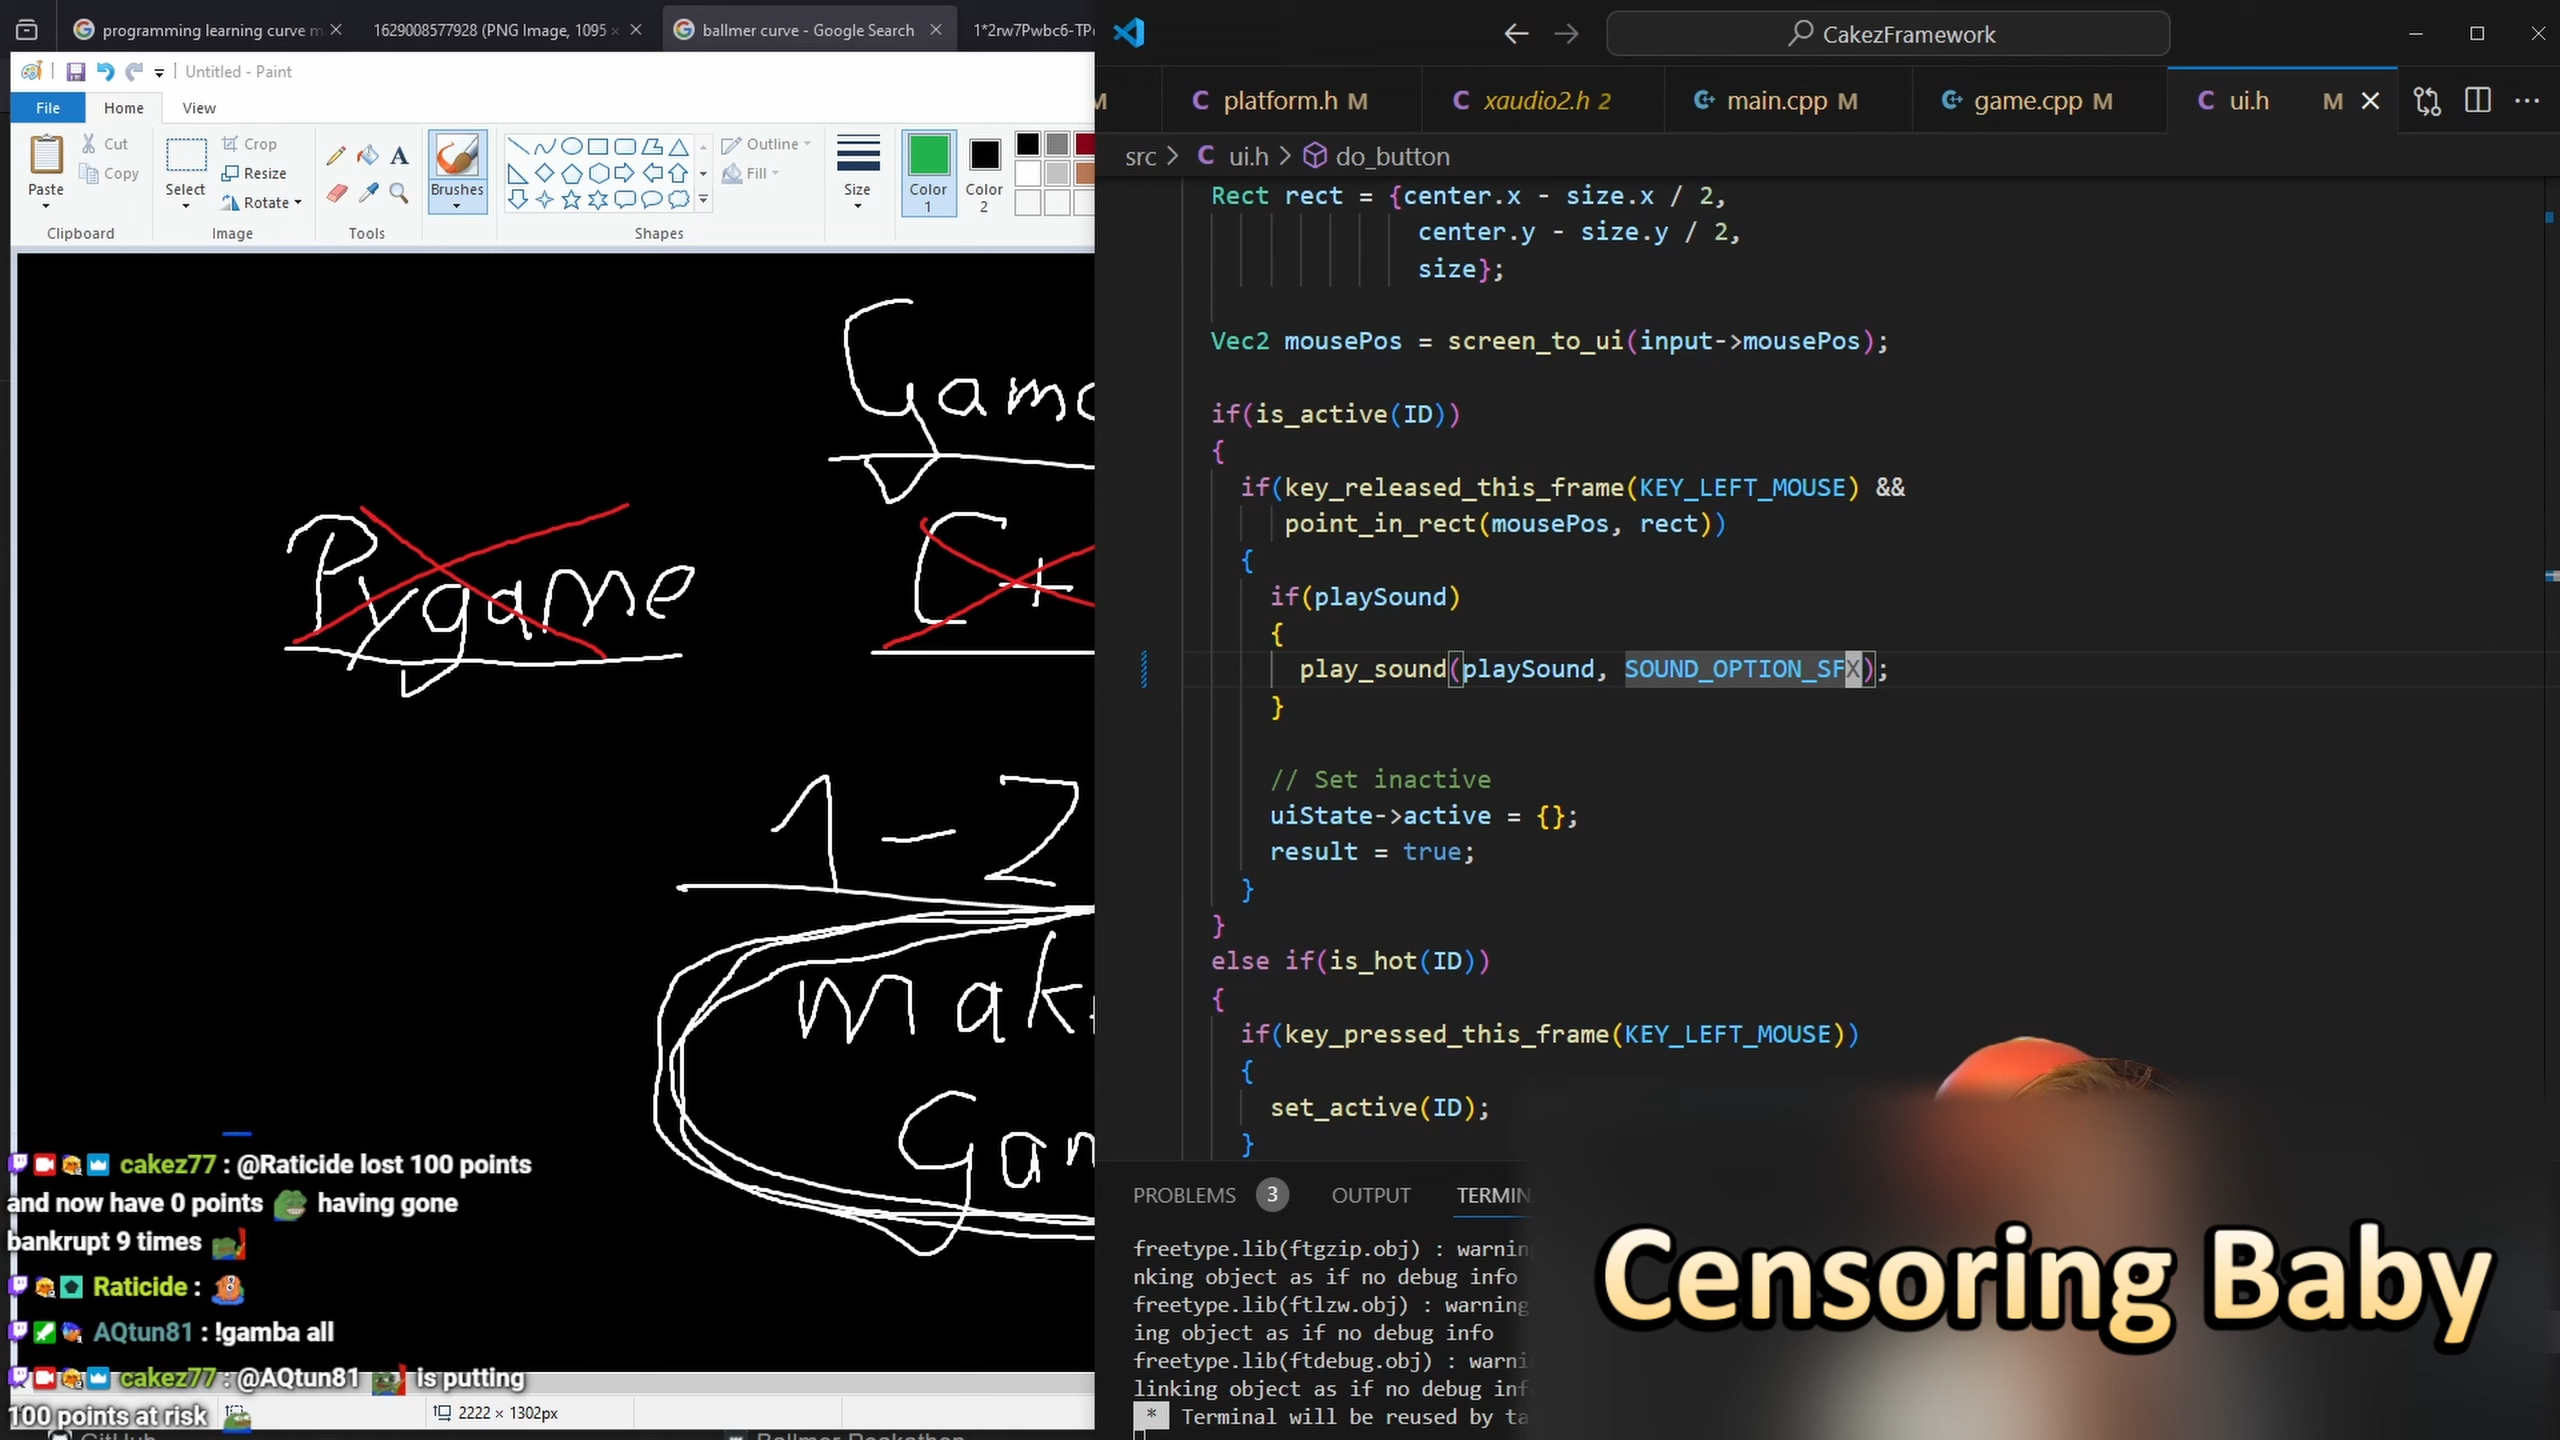 programming learning curve m
1629008577928 (PNG Image, 1095 ×
ballmer curve - Google Search
1*2rw7Pwbc6-TP
Untitled - Paint
File
Home
View
Paste
Cut
Copy
Clipboard
Select
Crop
Resize
Rotate
Image
Tools
Brushes
Shapes
Outline
Fill
Size
Color
1
Color
2
Game
Pygame
C+
1-2
mak
Gam
cakez77 : @Raticide lost 100 points
and now have 0 points having gone
bankrupt 9 times
Raticide :
AQtun81 : !gamba all
cakez77 : @AQtun81 is putting
100 points at risk
2222 × 1302px
GitHub
CakezFramework
M
platform.h M
xaudio2.h 2
main.cpp M
game.cpp M
ui.h M
src > C ui.h > do_button
Rect rect = {center.x - size.x / 2,
center.y - size.y / 2,
size};
Vec2 mousePos = screen_to_ui(input->mousePos);
if(is_active(ID))
{
if(key_released_this_frame(KEY_LEFT_MOUSE) &&
point_in_rect(mousePos, rect))
{
if(playSound)
{
play_sound(playSound, SOUND_OPTION_SFX);
}
// Set inactive
uiState->active = {};
result = true;
}
}
else if(is_hot(ID))
{
if(key_pressed_this_frame(KEY_LEFT_MOUSE))
{
set_active(ID);
}
PROBLEMS 3 OUTPUT TERMIN
freetype.lib(ftgzip.obj) : warnin
nking object as if no debug info
freetype.lib(ftlzw.obj) : warning
ing object as if no debug info
freetype.lib(ftdebug.obj) : warni
linking object as if no debug inf
* Terminal will be reused by ta
Censoring Baby